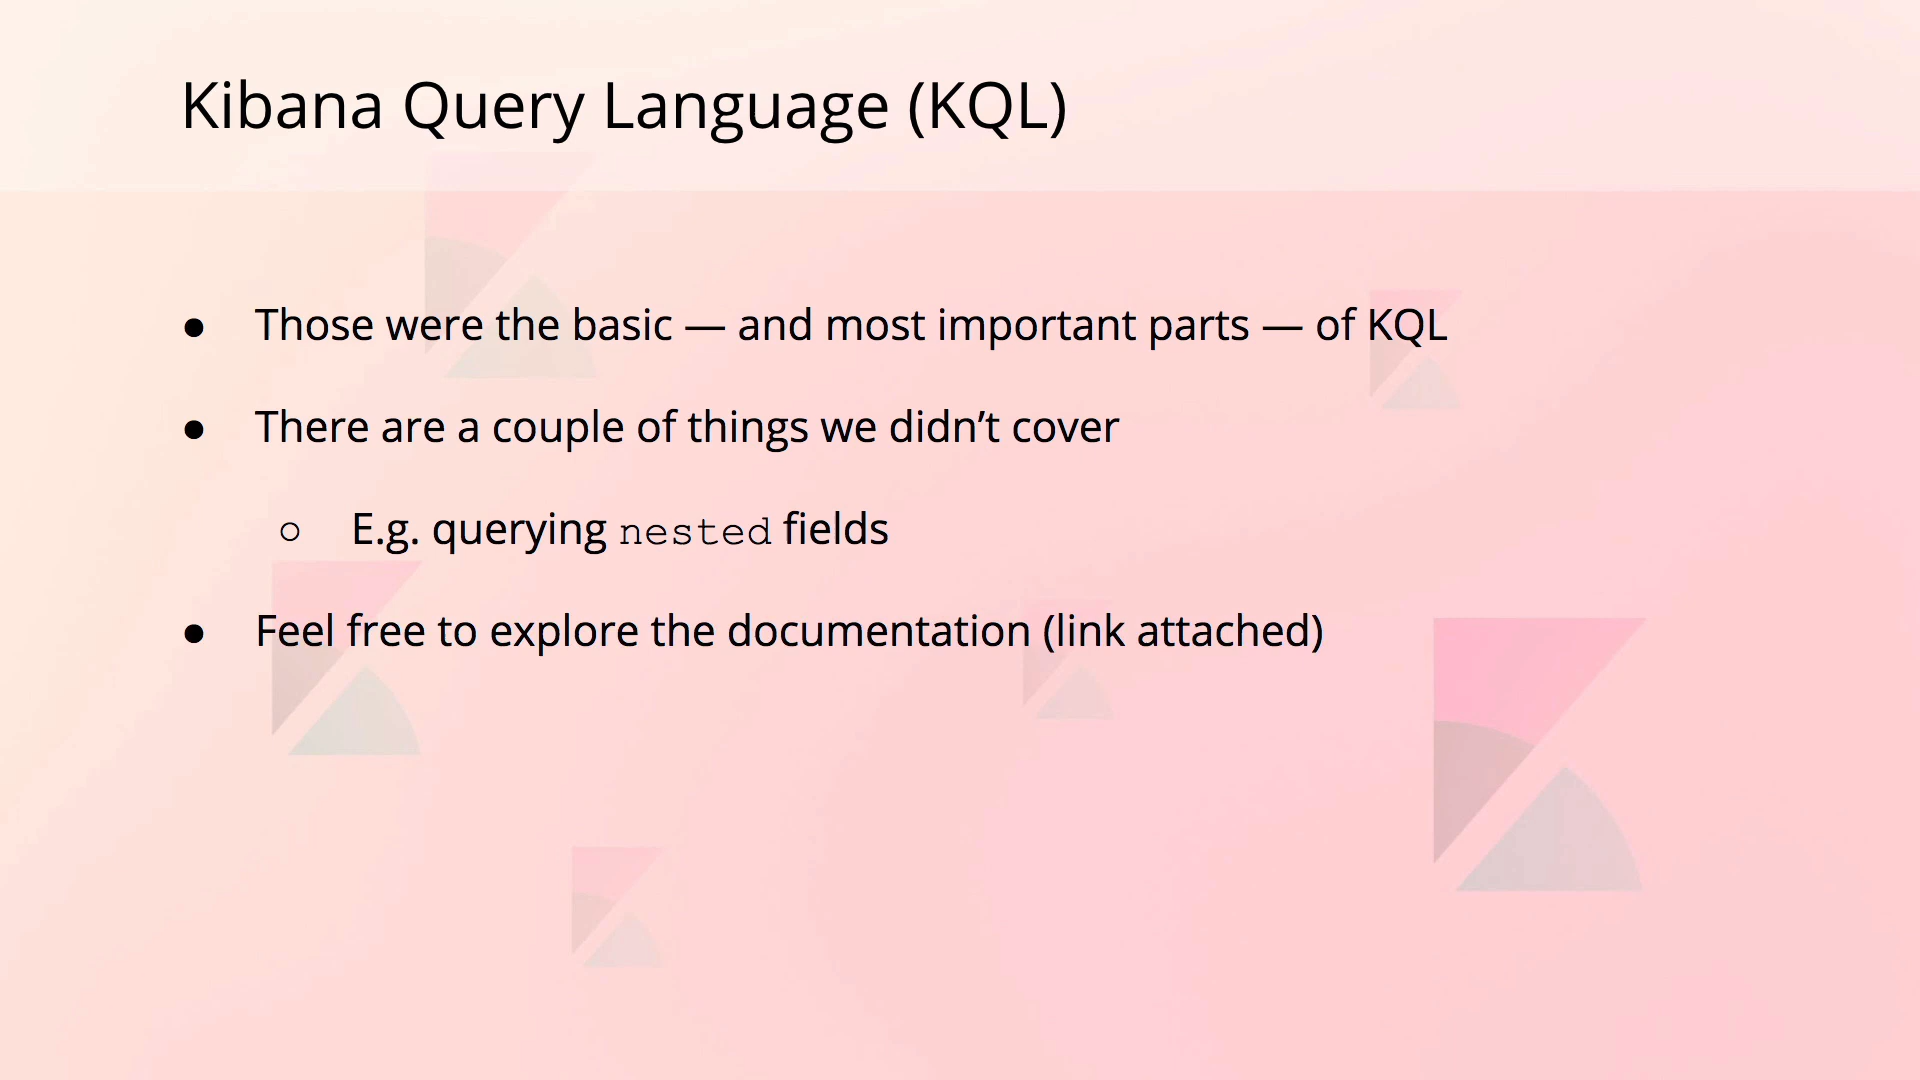 Kibana Query Language (KQL)
● Those were the basic — and most important parts — of KQL
● There are a couple of things we didn’t cover
○ E.g. querying nested fields
● Feel free to explore the documentation (link attached)